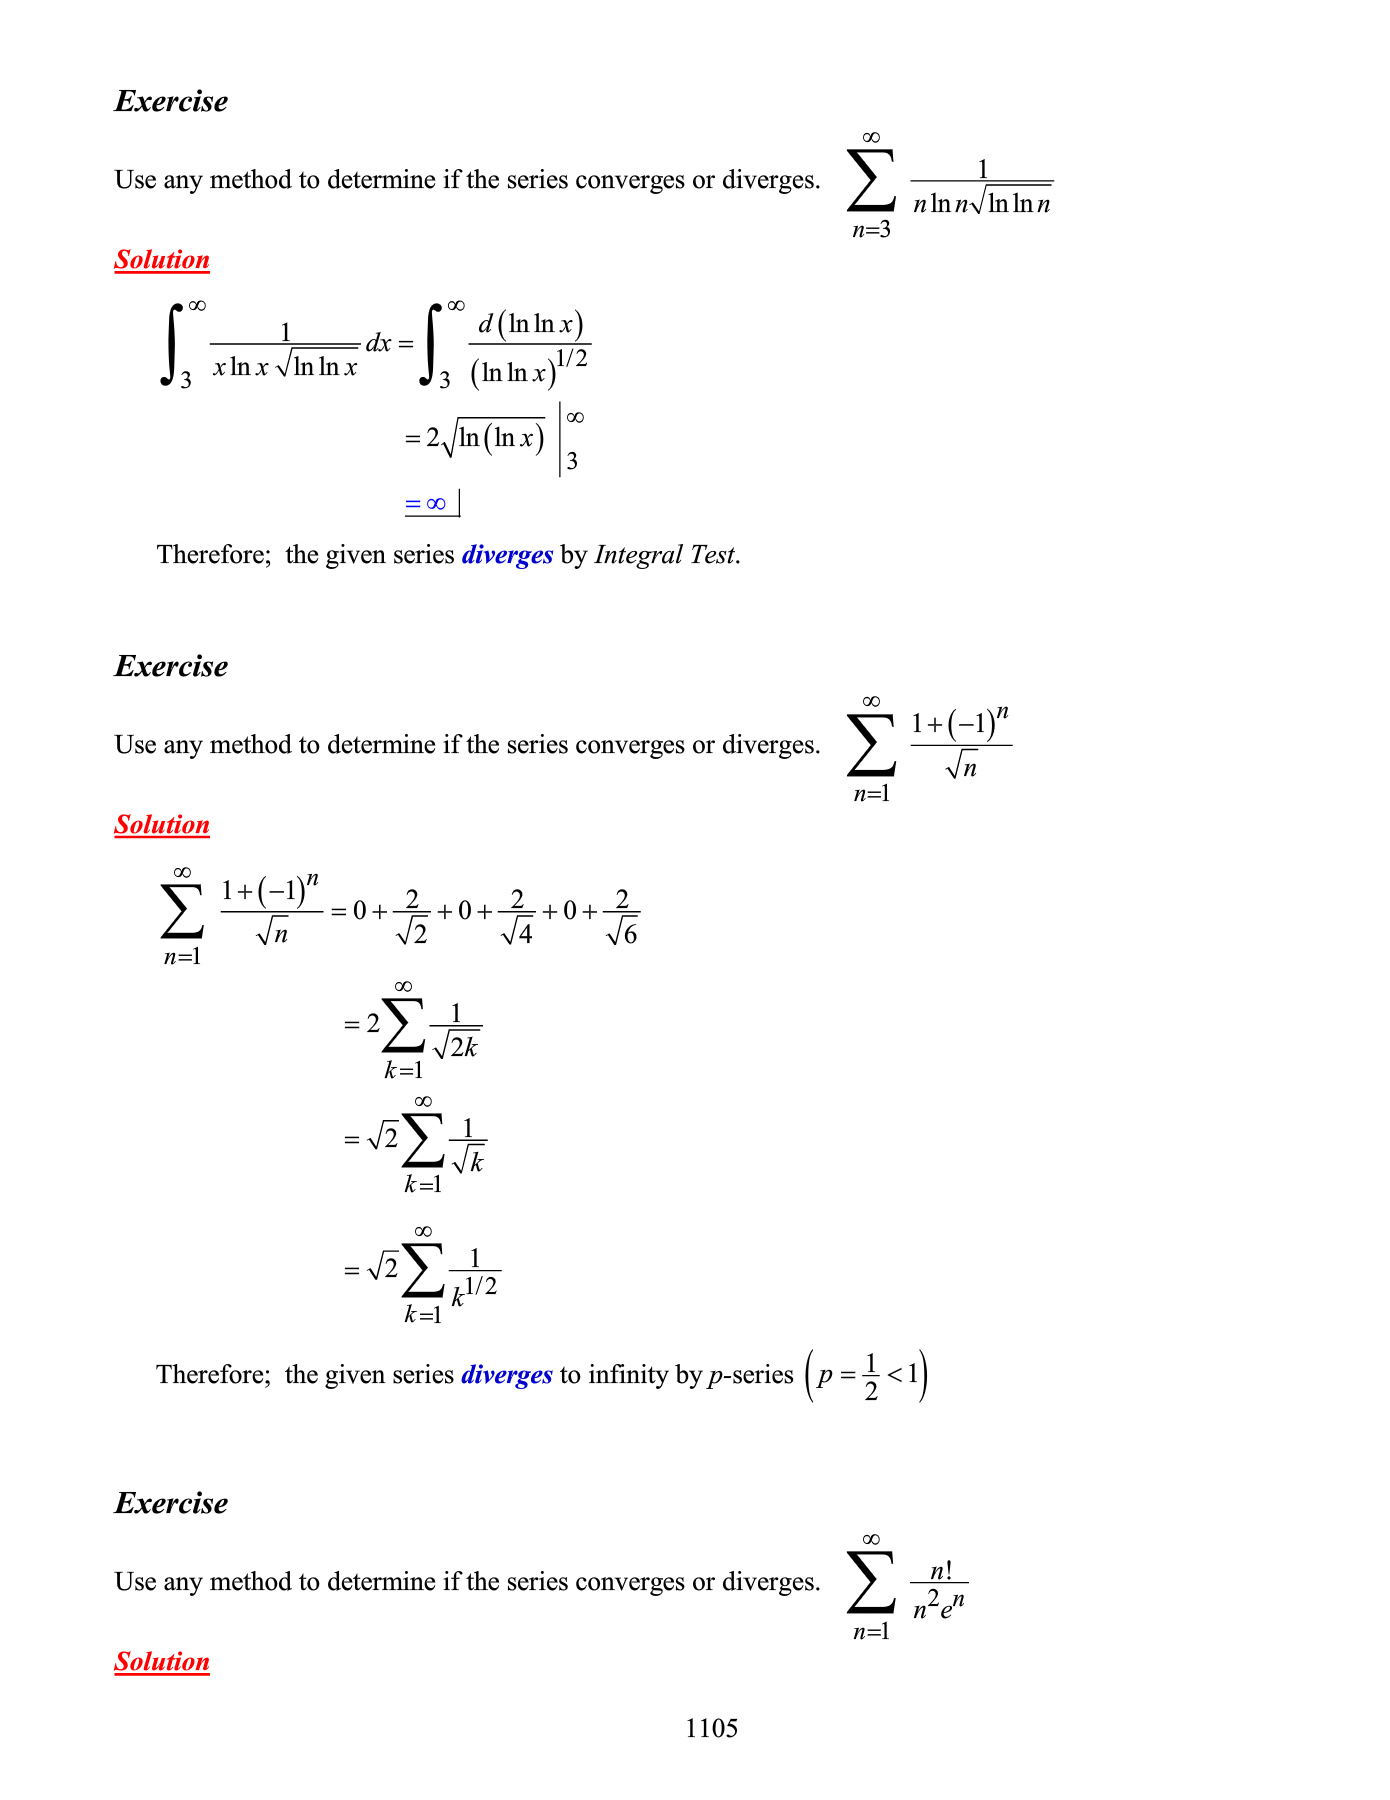 Exercise
Use any method to determine if the series converges or diverges. $\sum_{n=3}^{\infty} \frac{1}{n \ln n \sqrt{\ln \ln n}}$
Solution
$\int_{3}^{\infty} \frac{1}{x \ln x \sqrt{\ln \ln x}} dx = \int_{3}^{\infty} \frac{d(\ln \ln x)}{(\ln \ln x)^{1/2}}$
$= 2\sqrt{\ln(\ln x)} \Big|_{3}^{\infty}$
$= \infty$
Therefore; the given series diverges by Integral Test.
Exercise
Use any method to determine if the series converges or diverges. $\sum_{n=1}^{\infty} \frac{1+(-1)^n}{\sqrt{n}}$
Solution
$\sum_{n=1}^{\infty} \frac{1+(-1)^n}{\sqrt{n}} = 0 + \frac{2}{\sqrt{2}} + 0 + \frac{2}{\sqrt{4}} + 0 + \frac{2}{\sqrt{6}}$
$= 2\sum_{k=1}^{\infty} \frac{1}{\sqrt{2k}}$
$= \sqrt{2}\sum_{k=1}^{\infty} \frac{1}{\sqrt{k}}$
$= \sqrt{2}\sum_{k=1}^{\infty} \frac{1}{k^{1/2}}$
Therefore; the given series diverges to infinity by p-series $\left(p = \frac{1}{2} < 1\right)$
Exercise
Use any method to determine if the series converges or diverges. $\sum_{n=1}^{\infty} \frac{n!}{n^2 e^n}$
Solution
1105